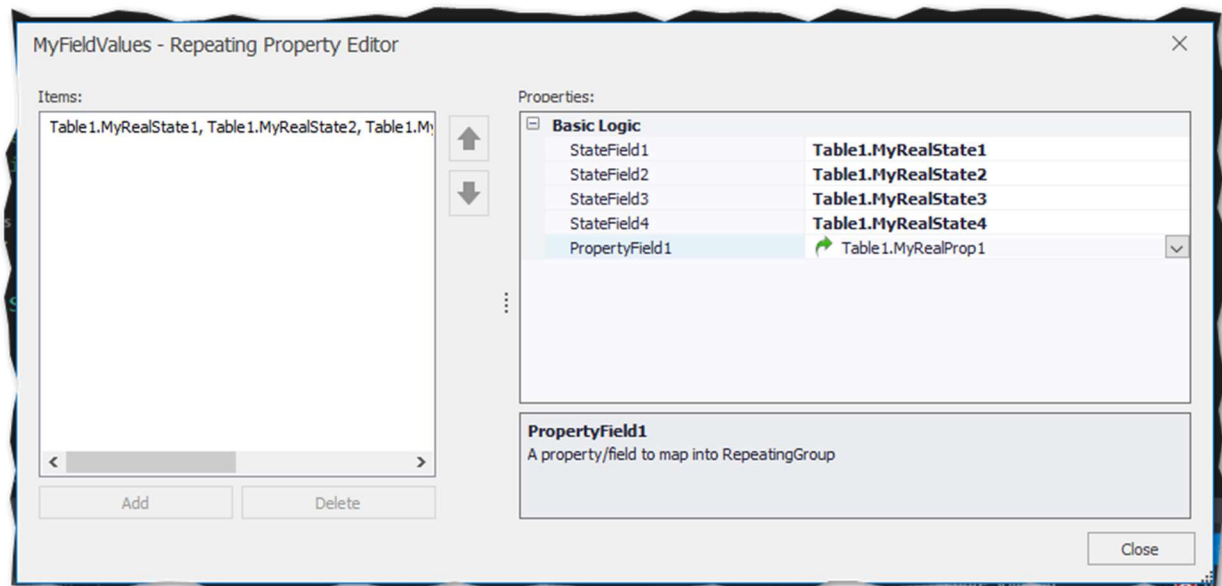 MyFieldValues - Repeating Property Editor
Items:
Properties:
Table1.MyRealState1, Table1.MyRealState2, Table1.My
Basic Logic
StateField1 Table1.MyRealState1
StateField2 Table1.MyRealState2
StateField3 Table1.MyRealState3
StateField4 Table1.MyRealState4
PropertyField1 Table1.MyRealProp1
PropertyField1
A property/field to map into RepeatingGroup
Add
Delete
Close